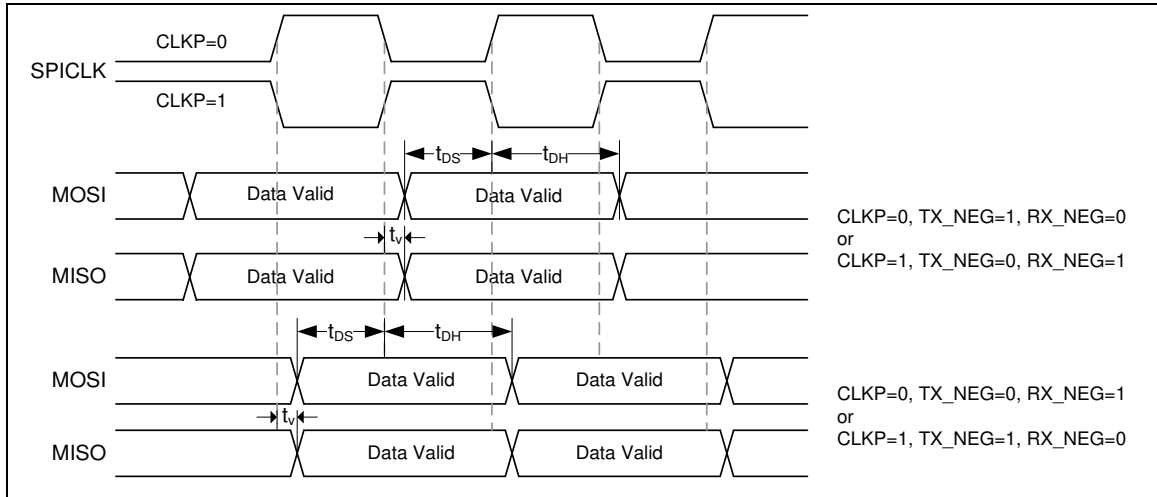 CLKP=0
SPICLK
CLKP=1
tDS tDH
MOSI Data Valid Data Valid
CLKP=0, TX_NEG=1, RX_NEG=0
or
CLKP=1, TX_NEG=0, RX_NEG=1
tv
MISO Data Valid Data Valid
tDS tDH
MOSI Data Valid Data Valid
CLKP=0, TX_NEG=0, RX_NEG=1
or
CLKP=1, TX_NEG=1, RX_NEG=0
tv
MISO Data Valid Data Valid